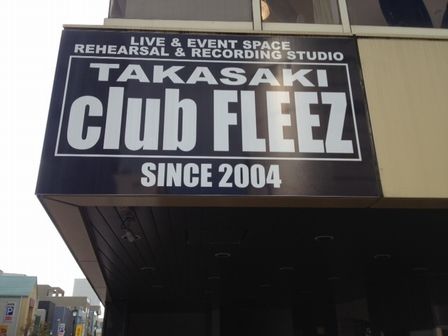 LIVE & EVENT SPACE
REHEARSAL & RECORDING STUDIO
TAKASAKI
club FLEEZ
SINCE 2004
P